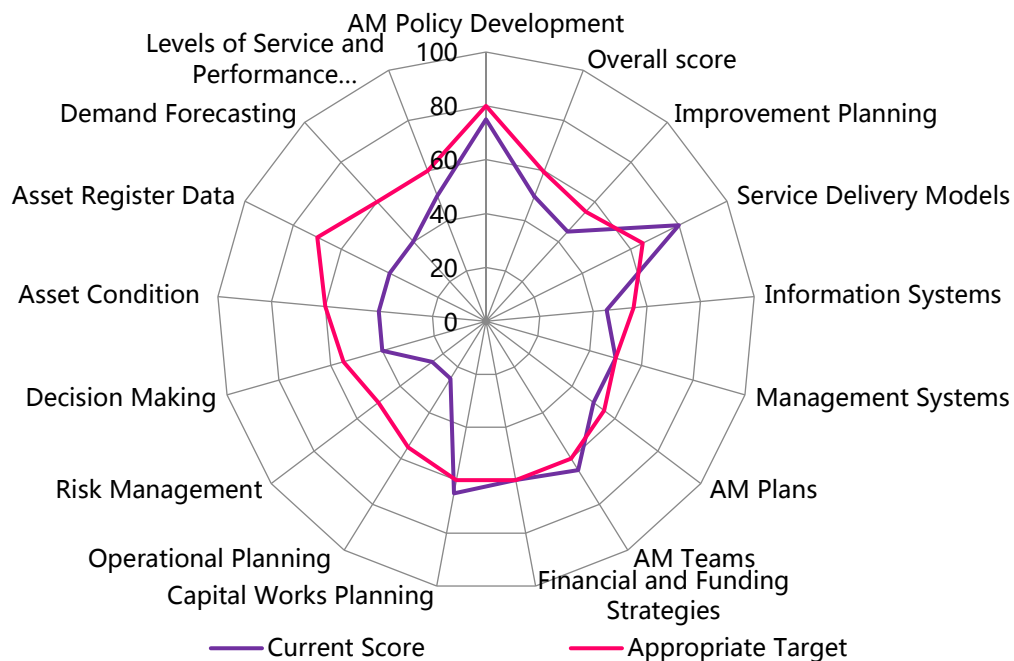 AM Policy Development
Levels of Service and
Performance...
Overall score
Demand Forecasting
Improvement Planning
Asset Register Data
Service Delivery Models
Asset Condition
Information Systems
Decision Making
Management Systems
Risk Management
AM Plans
Operational Planning
AM Teams
Capital Works Planning
Financial and Funding
Strategies
100
80
60
40
20
0
Current Score
Appropriate Target